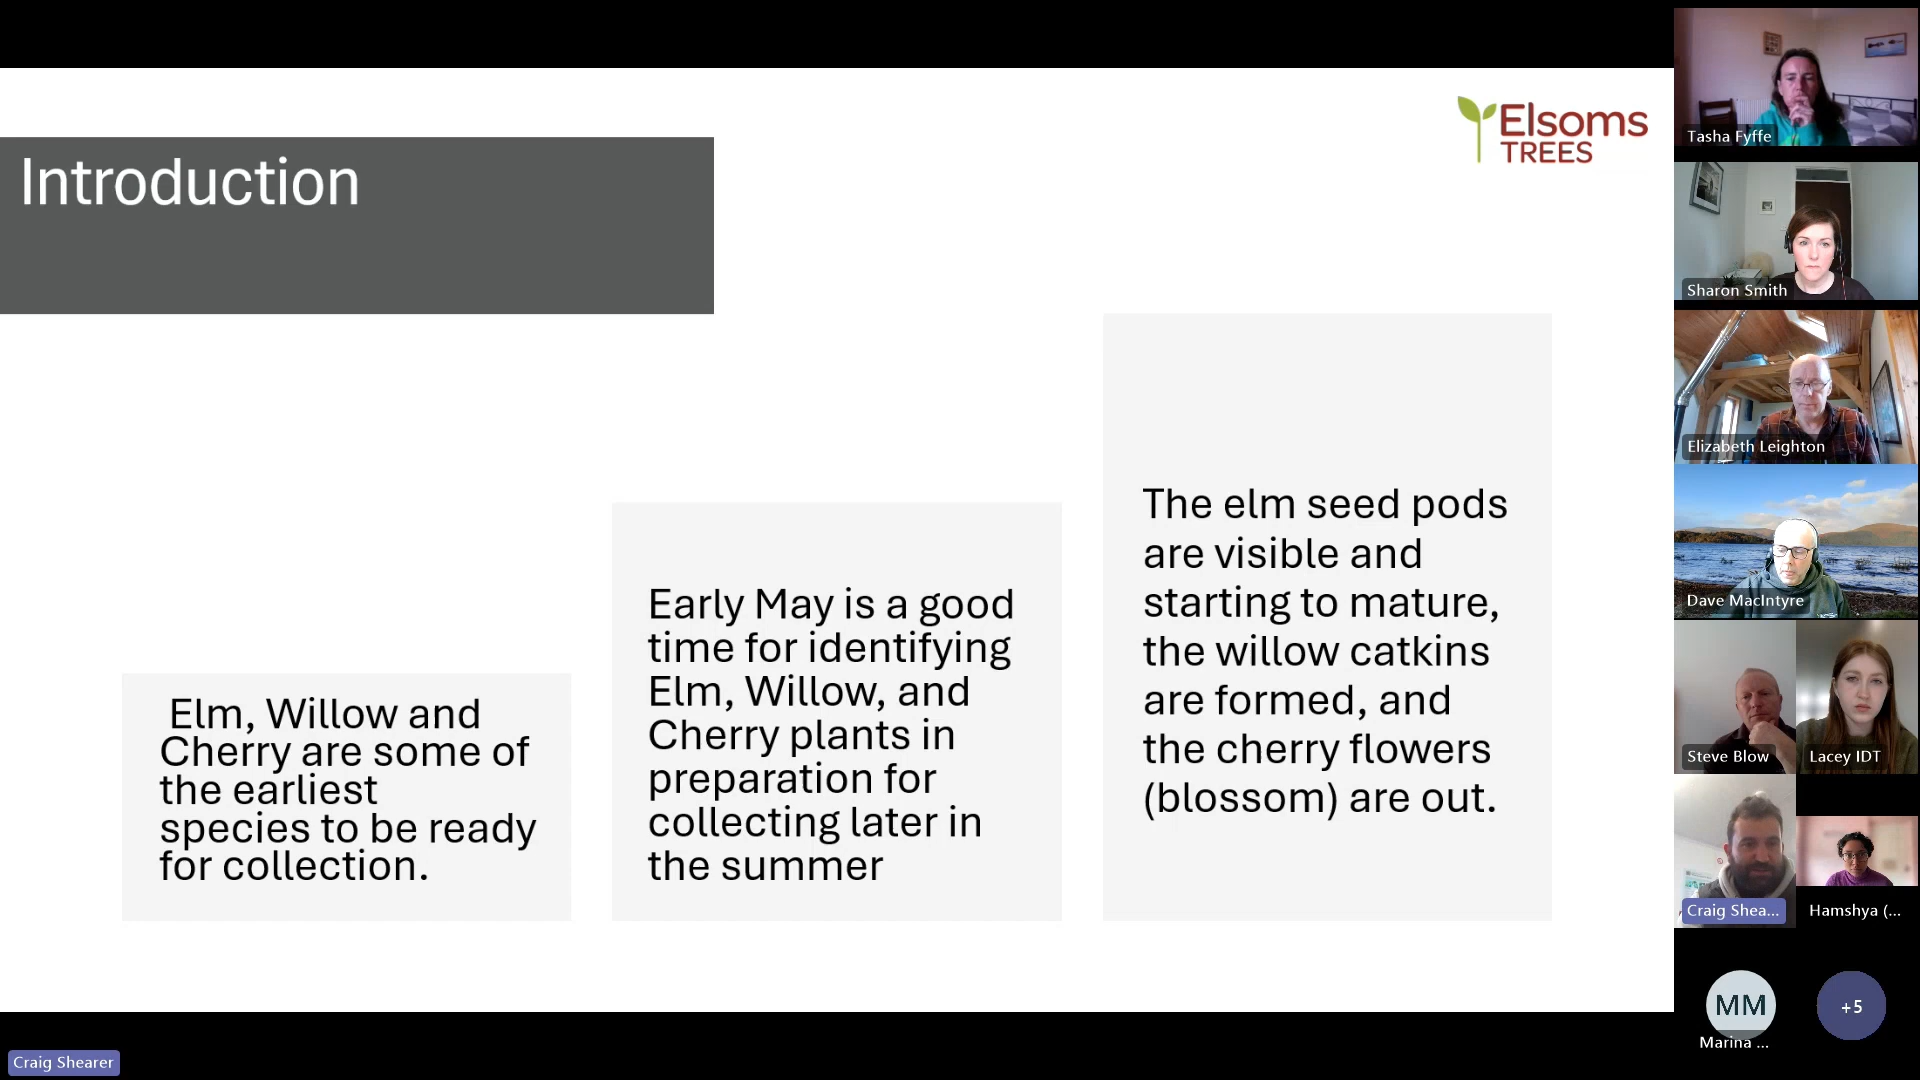 Introduction
Elsoms
TREES
Elm, Willow and
Cherry are some of
the earliest
species to be ready
for collection.
Early May is a good
time for identifying
Elm, Willow, and
Cherry plants in
preparation for
collecting later in
the summer
The elm seed pods
are visible and
starting to mature,
the willow catkins
are formed, and
the cherry flowers
(blossom) are out.
Tasha Fyffe
Sharon Smith
Elizabeth Leighton
Dave MacIntyre
Steve Blow
Lacey IDT
Craig Shea...
Hamshya (...
MM
Marina ...
+5
Craig Shearer